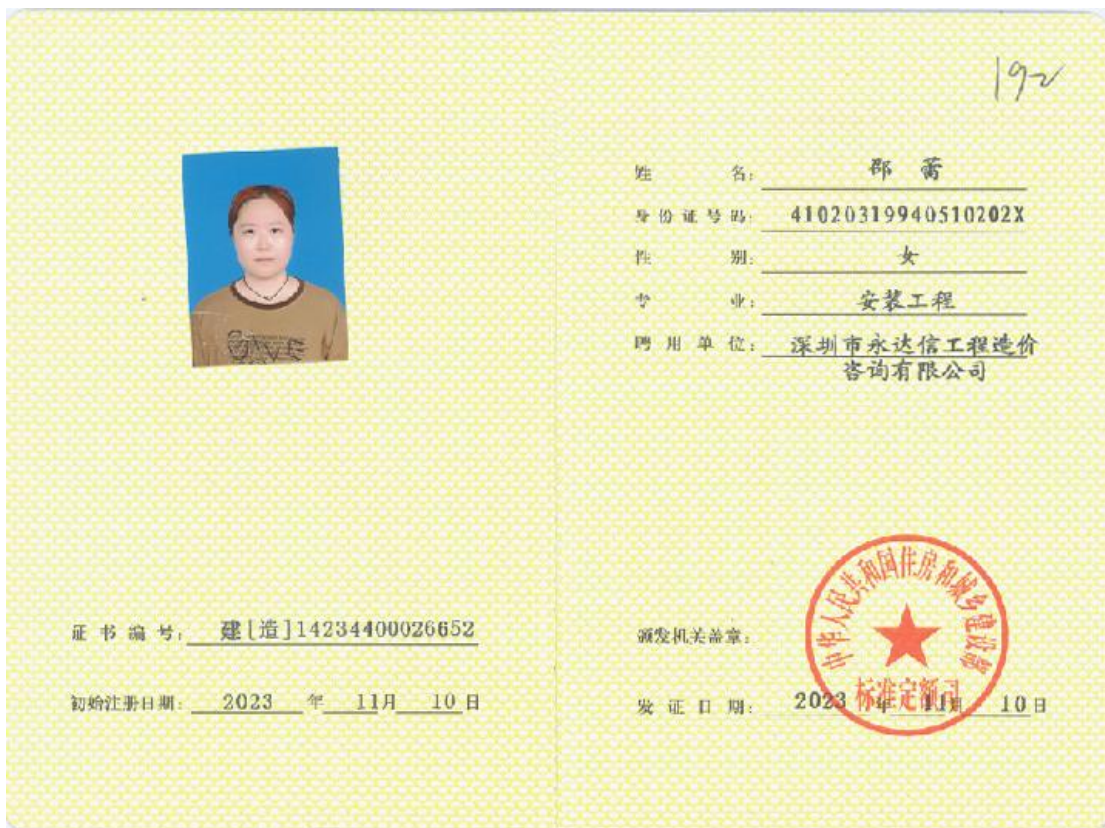 192
姓 名: 邵蕾
身份证号码: 41020319940510202X
性 别: 女
专 业: 安装工程
聘用单位: 深圳市永达信工程造价
咨询有限公司
证书编号: 建[造]14234400026652
初始注册日期: 2023 年 11月 10日
颁发机关盖章:
中华人民共和国住房和城乡建设部
标准定额司
发证日期: 2023 年 11月 10日